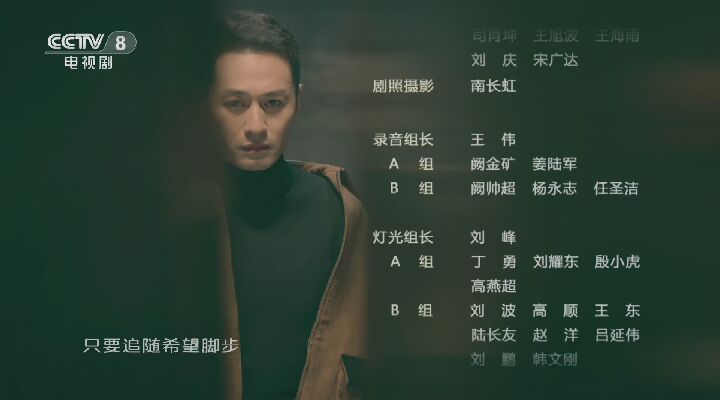 CCTV 8
电视剧
司肖坤 王旭波 王海雨
刘 庆 宋广达
剧照摄影 南长虹
录音组长 王 伟
A 组 阙金矿 姜陆军
B 组 阙帅超 杨永志 任圣洁
灯光组长 刘 峰
A 组 丁 勇 刘耀东 殷小虎
高燕超
B 组 刘 波 高 顺 王 东
陆长友 赵 洋 吕延伟
刘 鹏 韩文刚
只要追随希望脚步